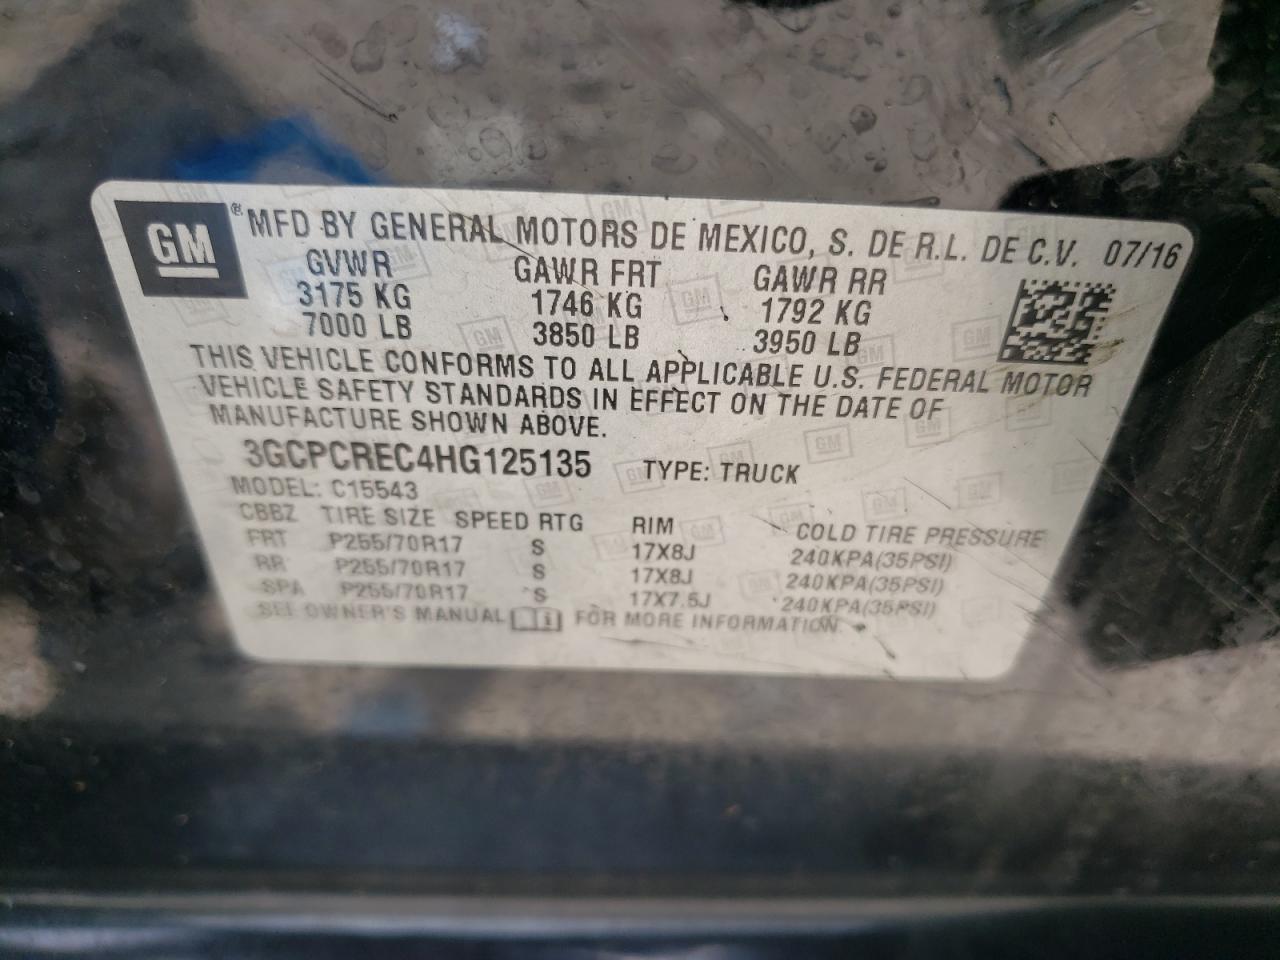 GM ® MFD BY GENERAL MOTORS DE MEXICO, S. DE R.L. DE C.V. 07/16
GVWR GAWR FRT GAWR RR
3175 KG 1746 KG 1792 KG
7000 LB 3850 LB 3950 LB
THIS VEHICLE CONFORMS TO ALL APPLICABLE U.S. FEDERAL MOTOR
VEHICLE SAFETY STANDARDS IN EFFECT ON THE DATE OF
MANUFACTURE SHOWN ABOVE.
3GCPCREC4HG125135 TYPE: TRUCK
MODEL: C15543
CBBZ TIRE SIZE SPEED RTG RIM COLD TIRE PRESSURE
FRT P255/70R17 S 17X8J 240KPA(35PSI)
RR P255/70R17 S 17X8J 240KPA(35PSI)
SPA P255/70R17 S 17X7.5J 240KPA(35PSI)
SEE OWNER'S MANUAL FOR MORE INFORMATION.